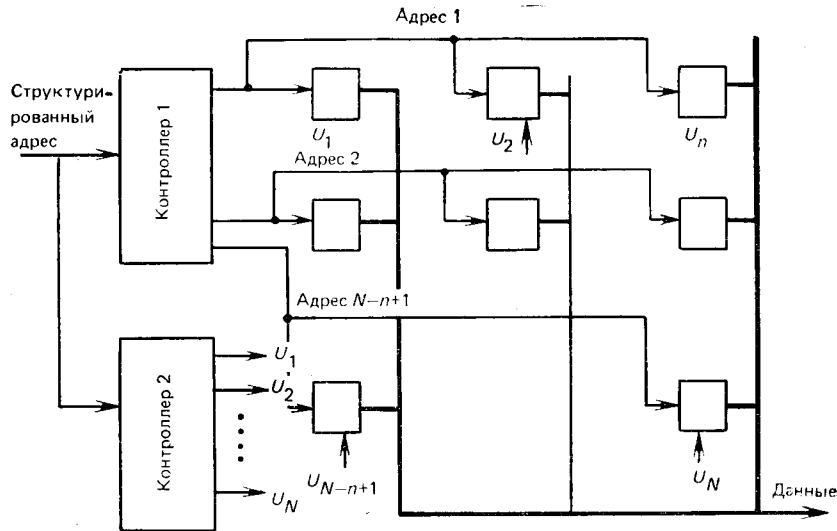 Адрес 1
Структури-
рованный
адрес
Контроллер 1
U1
U2
Un
Адрес 2
Адрес N−n+1
Контроллер 2
U1
U2
UN
UN−n+1
UN
Данные